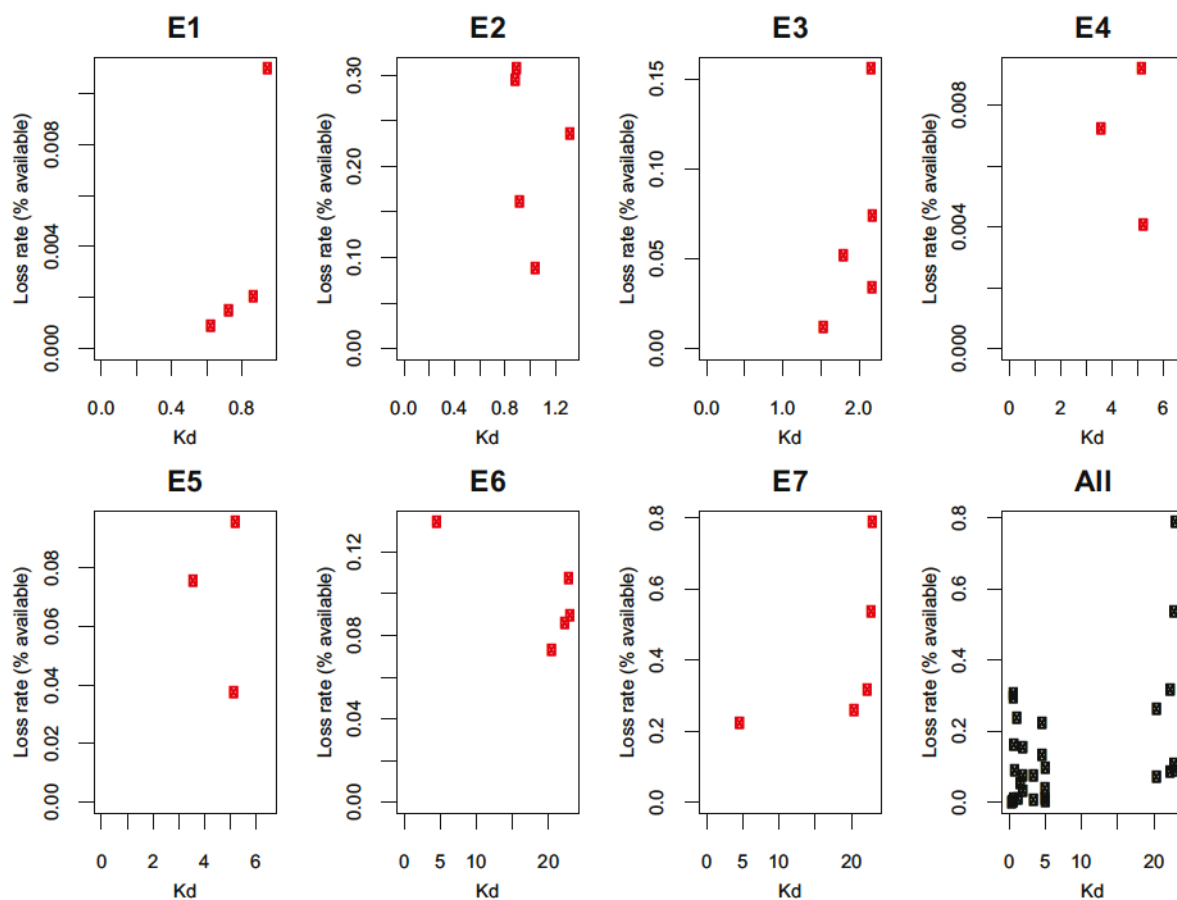 E1 E2 E3 E4
Loss rate (% available) Loss rate (% available) Loss rate (% available) Loss rate (% available)
0.008 0.004 0.000
0.30 0.20 0.10 0.00
0.15 0.10 0.05 0.00
0.008 0.004 0.000
0.0 0.4 0.8 0.0 0.4 0.8 1.2 0.0 1.0 2.0 0 2 4 6
Kd Kd Kd Kd
E5 E6 E7 All
Loss rate (% available) Loss rate (% available) Loss rate (% available) Loss rate (% available)
0.08 0.04 0.00
0.12 0.08 0.04 0.00
0.8 0.6 0.4 0.2 0.0
0.8 0.6 0.4 0.2 0.0
0 2 4 6 0 5 10 20 0 5 10 20 0 5 10 20
Kd Kd Kd Kd